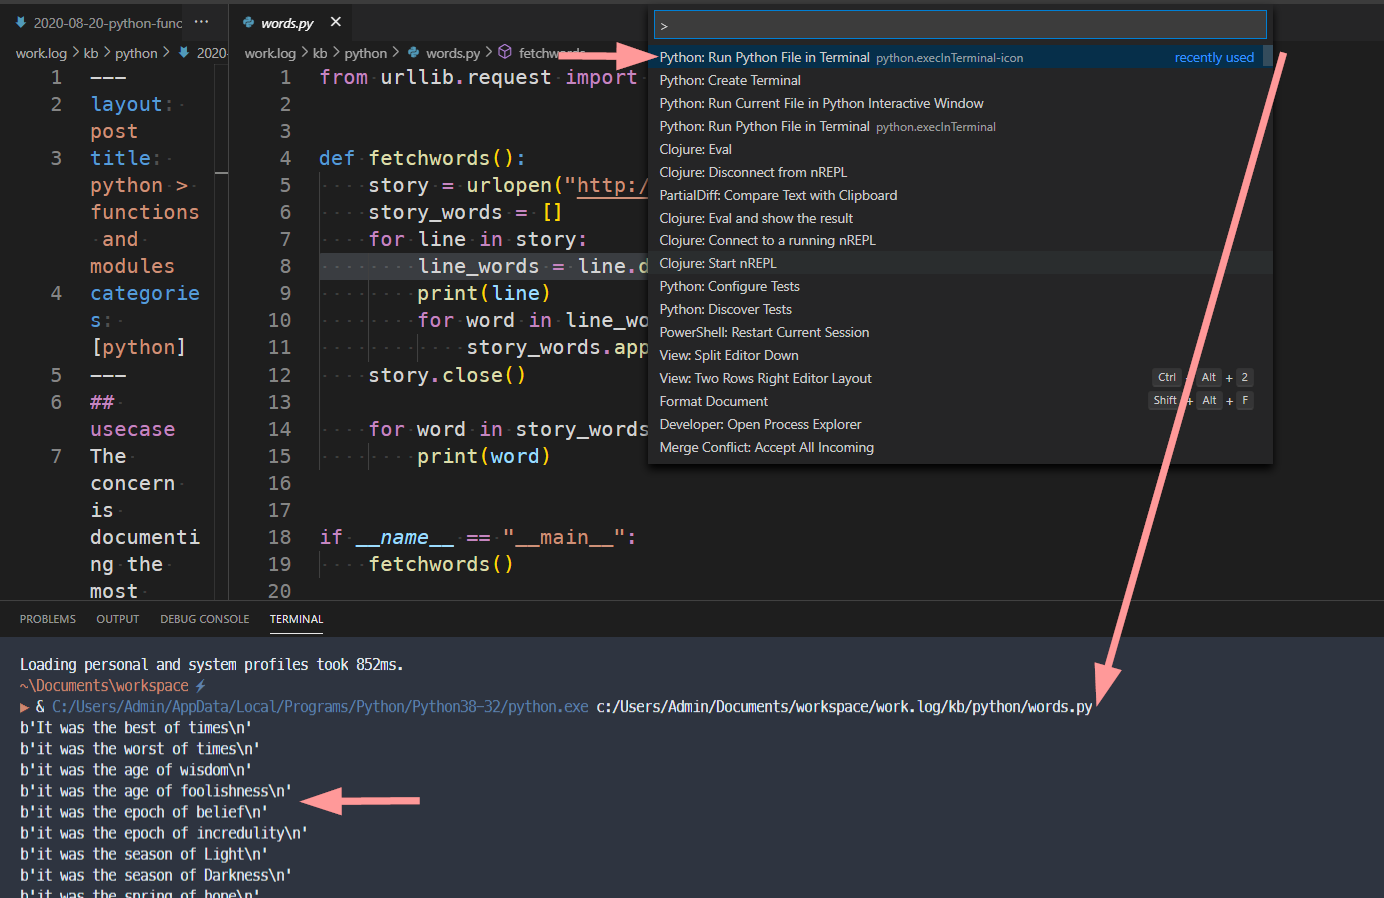 2020-08-20-python-func ···
work.log > kb > python > 2020-
1 ---
2 layout:
post
3 title:
python >
functions
and
modules
4 categorie
s:
[python]
5 ---
6 ##
usecase
7 The
concern
is
documenti
ng the
most
words.py ×
work.log > kb > python > words.py > fetchwords
1 from urllib.request import
2
3
4 def fetchwords():
5 story = urlopen("http:/
6 story_words = []
7 for line in story:
8 line_words = line.d
9 print(line)
10 for word in line_wo
11 story_words.app
12 story.close()
13
14 for word in story_words
15 print(word)
16
17
18 if __name__ == "__main__":
19 fetchwords()
20
>
Python: Run Python File in Terminal python.execInTerminal-icon recently used
Python: Create Terminal
Python: Run Current File in Python Interactive Window
Python: Run Python File in Terminal python.execInTerminal
Clojure: Eval
Clojure: Disconnect from nREPL
PartialDiff: Compare Text with Clipboard
Clojure: Eval and show the result
Clojure: Connect to a running nREPL
Clojure: Start nREPL
Python: Configure Tests
Python: Discover Tests
PowerShell: Restart Current Session
View: Split Editor Down
View: Two Rows Right Editor Layout Ctrl + Alt + 2
Format Document Shift + Alt + F
Developer: Open Process Explorer
Merge Conflict: Accept All Incoming
PROBLEMS OUTPUT DEBUG CONSOLE TERMINAL
Loading personal and system profiles took 852ms.
~\Documents\workspace ⚡
▶ & C:/Users/Admin/AppData/Local/Programs/Python/Python38-32/python.exe c:/Users/Admin/Documents/workspace/work.log/kb/python/words.py
b'It was the best of times\n'
b'it was the worst of times\n'
b'it was the age of wisdom\n'
b'it was the age of foolishness\n'
b'it was the epoch of belief\n'
b'it was the epoch of incredulity\n'
b'it was the season of Light\n'
b'it was the season of Darkness\n'
b'it was the spring of hope\n'